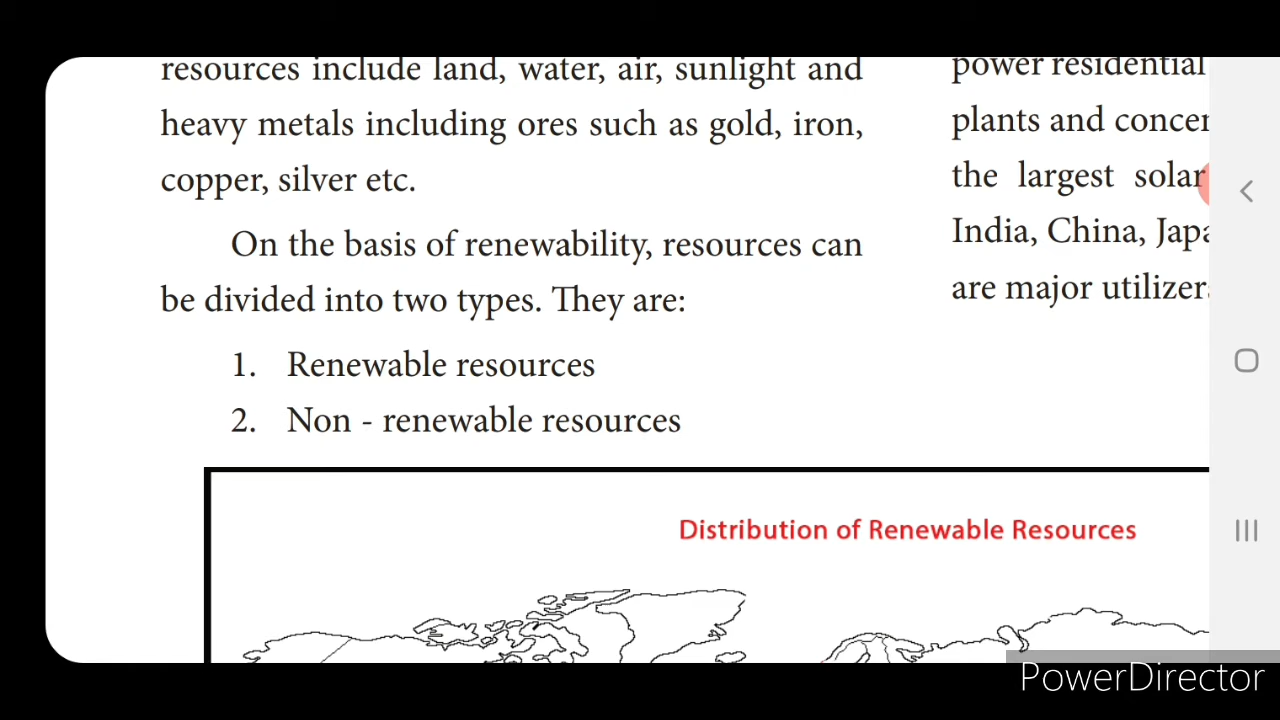 resources include land, water, air, sunlight and
heavy metals including ores such as gold, iron,
copper, silver etc.
On the basis of renewability, resources can
be divided into two types. They are:
1. Renewable resources
2. Non - renewable resources
power residential
plants and concen
the largest solar
India, China, Japa
are major utilizers
Distribution of Renewable Resources
PowerDirector